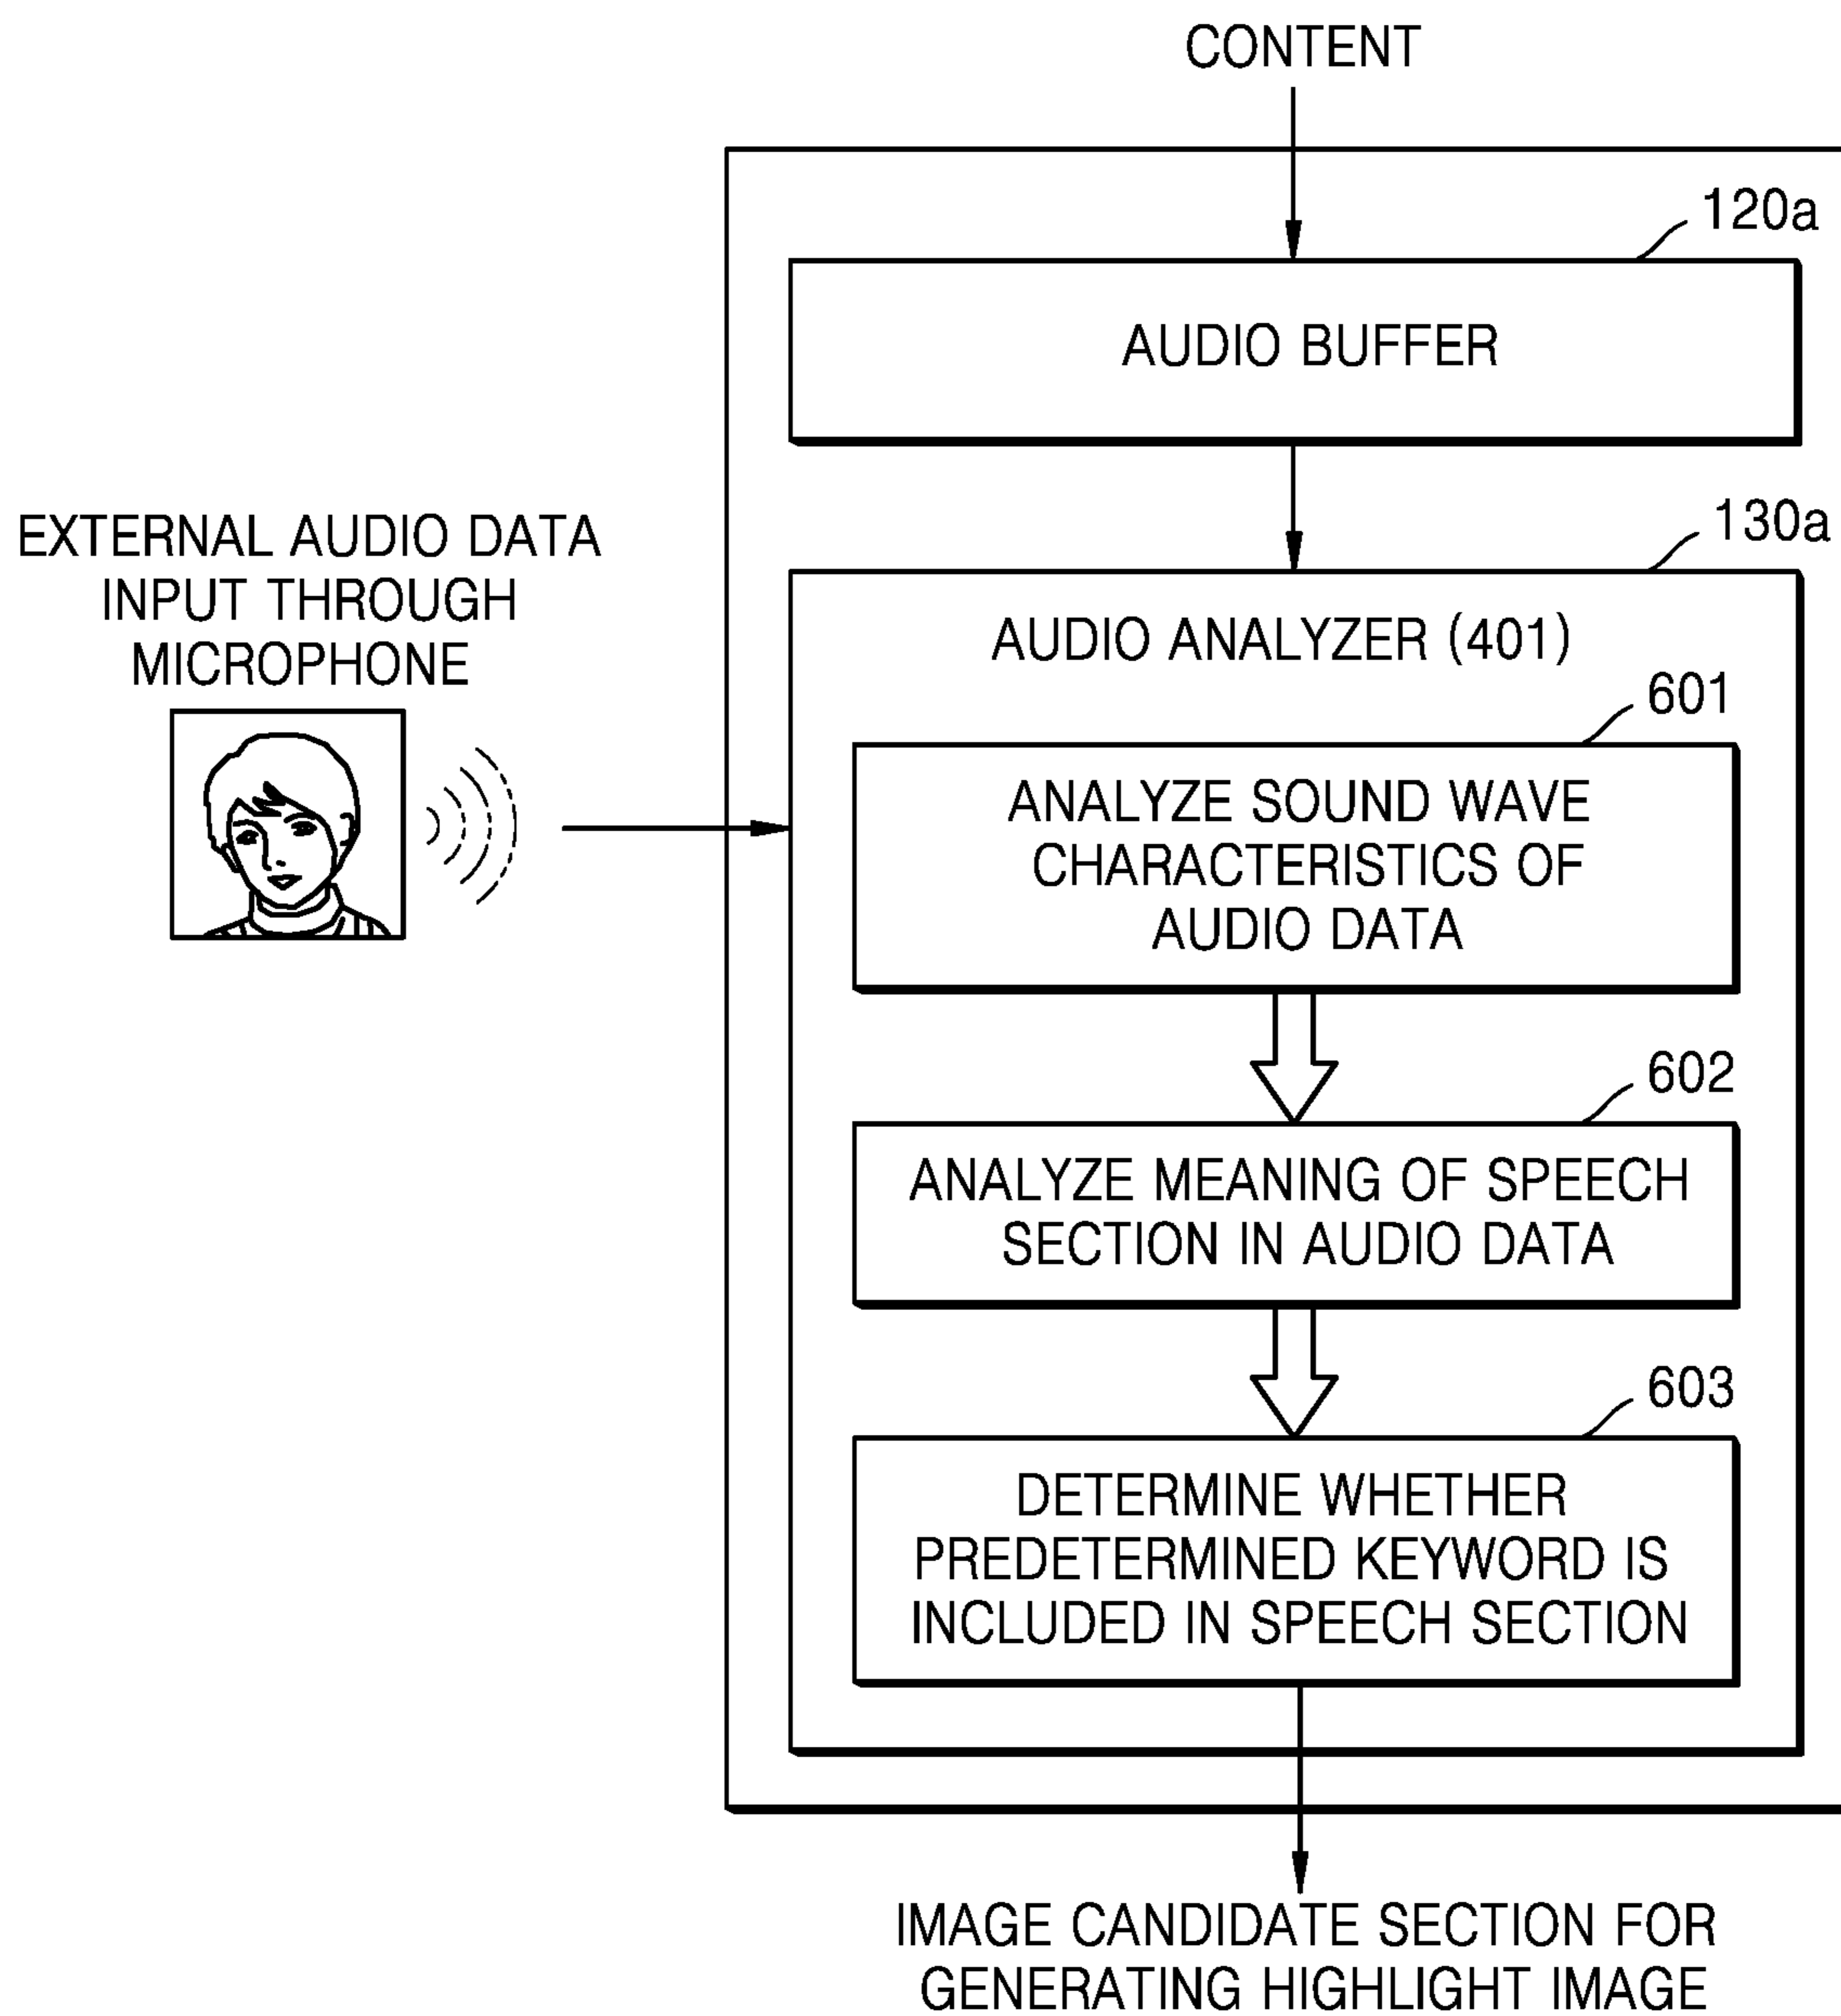 CONTENT
120a
AUDIO BUFFER
EXTERNAL AUDIO DATA
INPUT THROUGH
MICROPHONE
130a
AUDIO ANALYZER (401)
601
ANALYZE SOUND WAVE
CHARACTERISTICS OF
AUDIO DATA
602
ANALYZE MEANING OF SPEECH
SECTION IN AUDIO DATA
603
DETERMINE WHETHER
PREDETERMINED KEYWORD IS
INCLUDED IN SPEECH SECTION
IMAGE CANDIDATE SECTION FOR
GENERATING HIGHLIGHT IMAGE